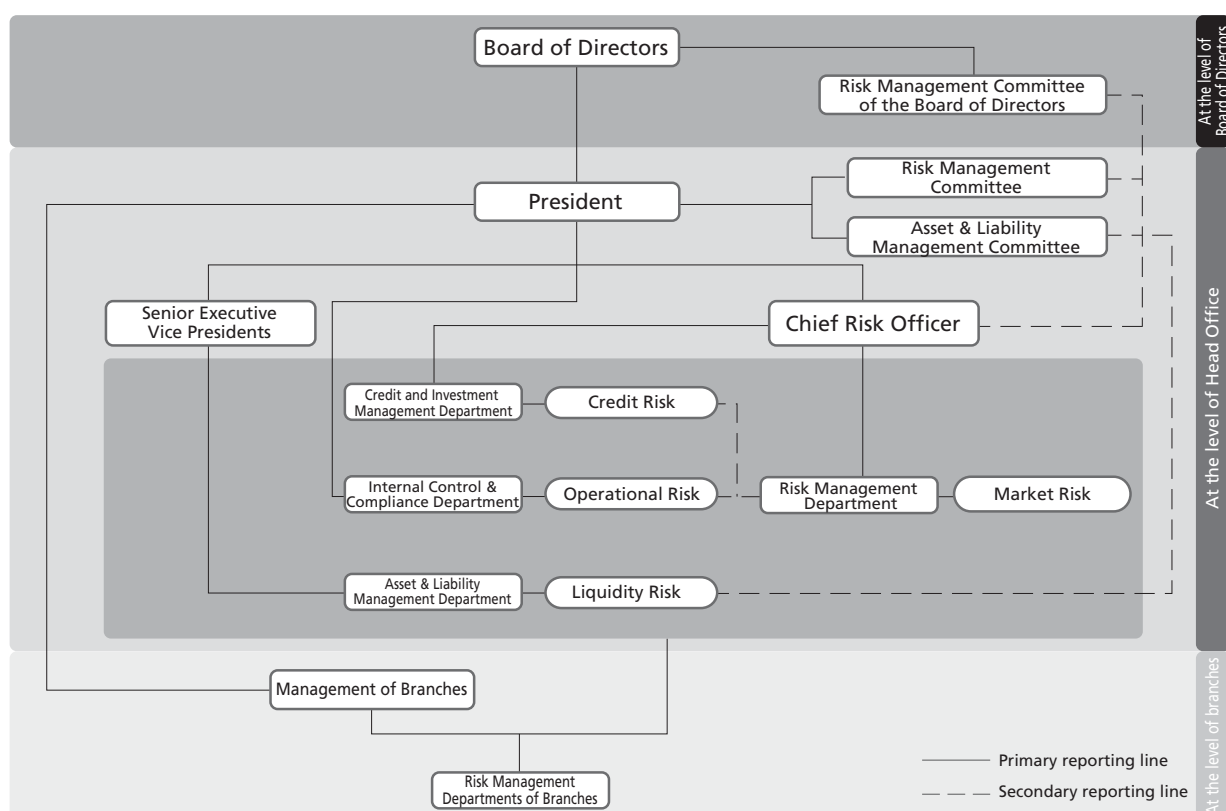 Board of Directors
Risk Management Committee
of the Board of Directors
At the level of
Board of Directors
Risk Management
Committee
President
Asset & Liability
Management Committee
Senior Executive
Vice Presidents
Chief Risk Officer
At the level of Head Office
Credit and Investment
Management Department
Credit Risk
Internal Control &
Compliance Department
Operational Risk
Risk Management
Department
Market Risk
Asset & Liability
Management Department
Liquidity Risk
Management of Branches
At the level of branches
Risk Management
Departments of Branches
Primary reporting line
Secondary reporting line